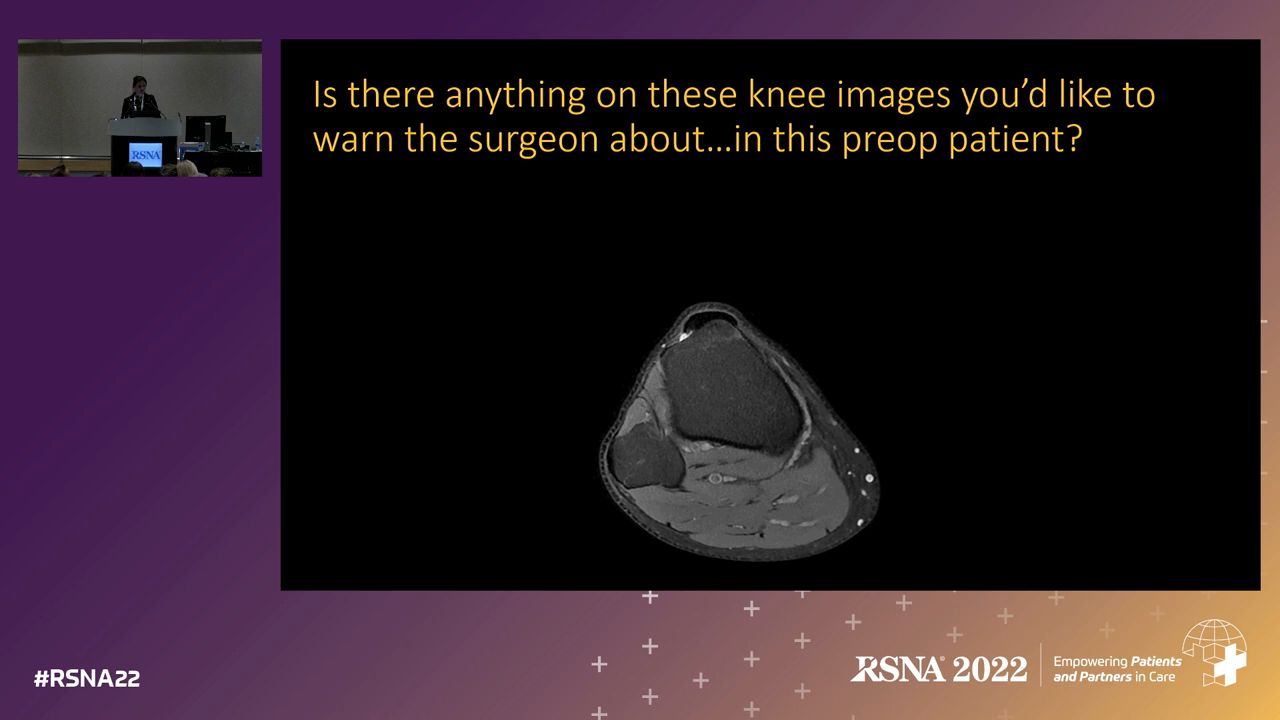 Is there anything on these knee images you’d like to
warn the surgeon about…in this preop patient?
RSNA
#RSNA22
RSNA® 2022
Empowering Patients
and Partners in Care